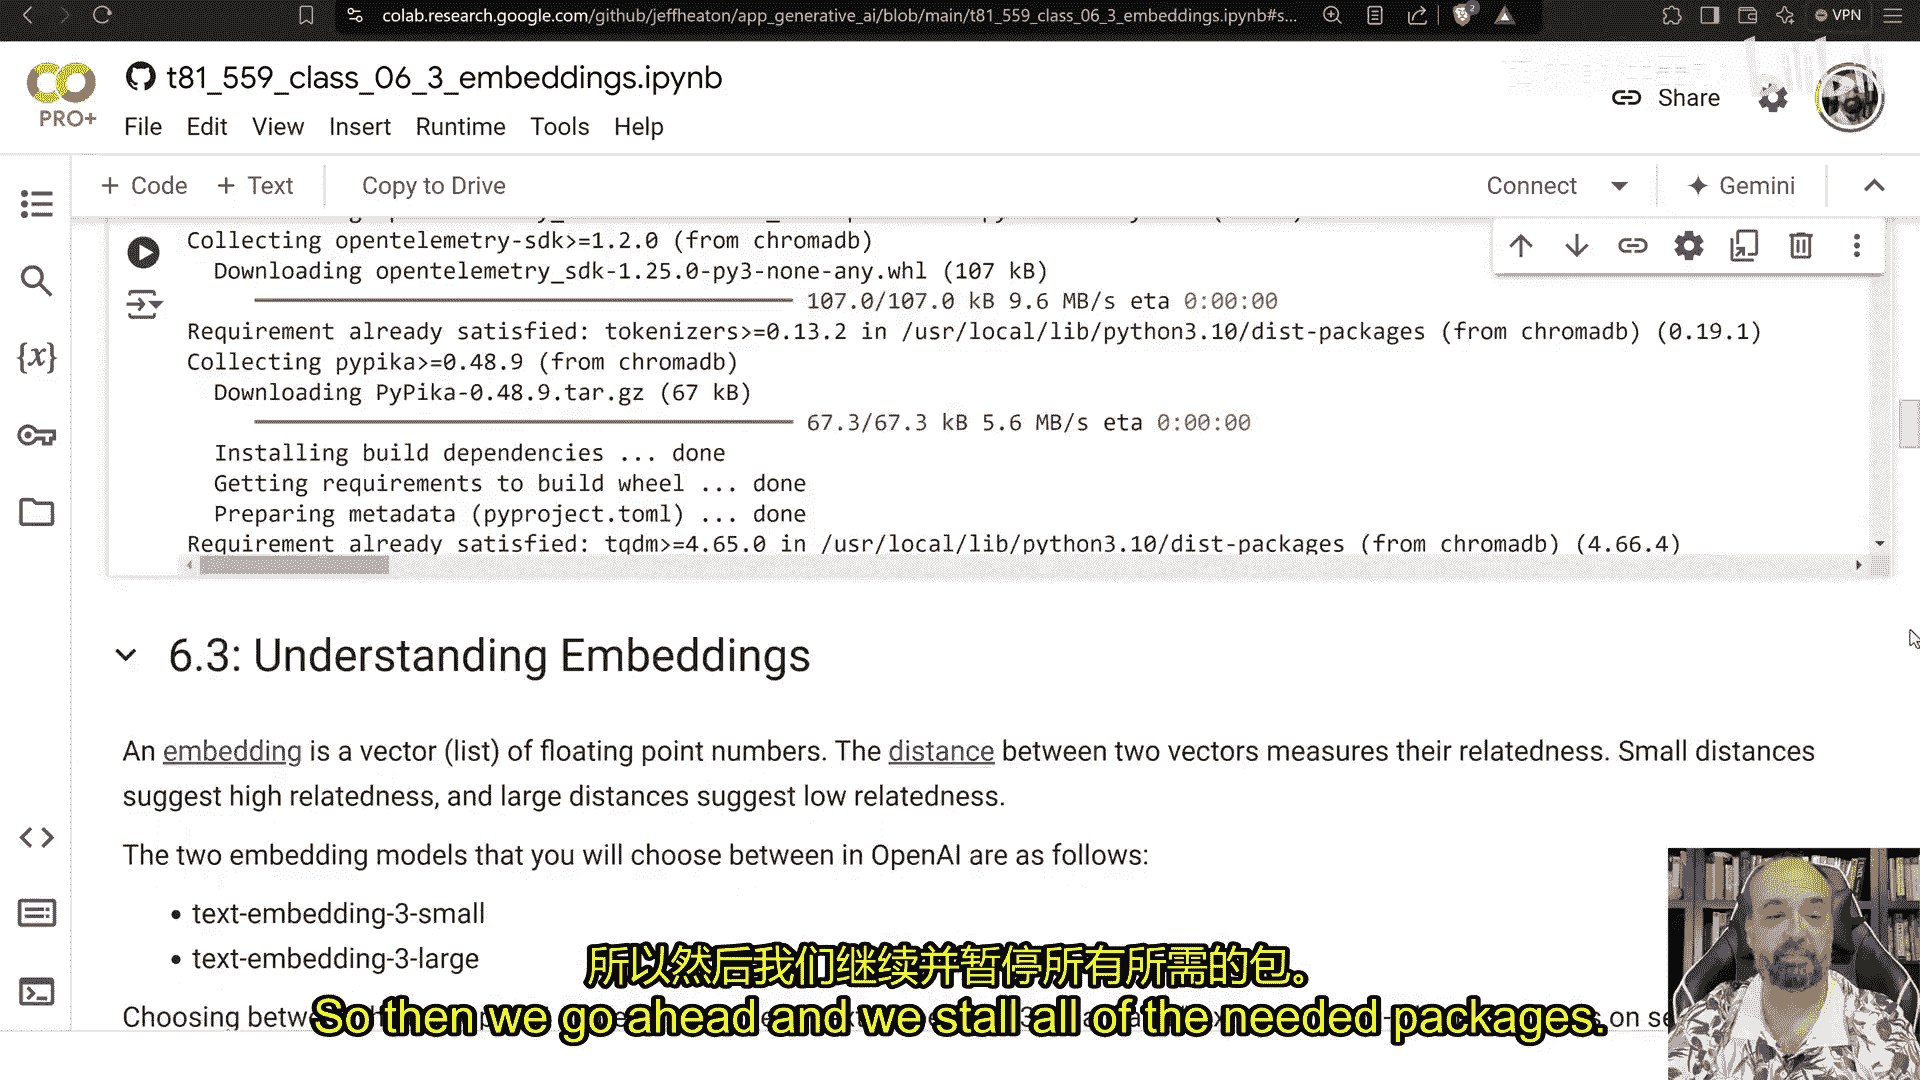 colab.research.google.com/github/jeffheaton/app_generative_ai/blob/main/t81_559_class_06_3_embeddings.ipynb#s...
2
VPN
t81_559_class_06_3_embeddings.ipynb
PRO+
File Edit View Insert Runtime Tools Help
Share
+ Code + Text Copy to Drive
Connect
Gemini
Collecting opentelemetry-sdk>=1.2.0 (from chromadb)
Downloading opentelemetry_sdk-1.25.0-py3-none-any.whl (107 kB)
107.0/107.0 kB 9.6 MB/s eta 0:00:00
Requirement already satisfied: tokenizers>=0.13.2 in /usr/local/lib/python3.10/dist-packages (from chromadb) (0.19.1)
Collecting pypika>=0.48.9 (from chromadb)
Downloading PyPika-0.48.9.tar.gz (67 kB)
67.3/67.3 kB 5.6 MB/s eta 0:00:00
Installing build dependencies ... done
Getting requirements to build wheel ... done
Preparing metadata (pyproject.toml) ... done
Requirement already satisfied: tqdm>=4.65.0 in /usr/local/lib/python3.10/dist-packages (from chromadb) (4.66.4)
6.3: Understanding Embeddings
An embedding is a vector (list) of floating point numbers. The distance between two vectors measures their relatedness. Small distances
suggest high relatedness, and large distances suggest low relatedness.
The two embedding models that you will choose between in OpenAI are as follows:
• text-embedding-3-small
• text-embedding-3-large
所以然后我们继续并暂停所有所需的包。
Choosing
So then we go ahead and we stall all of the needed packages.
on